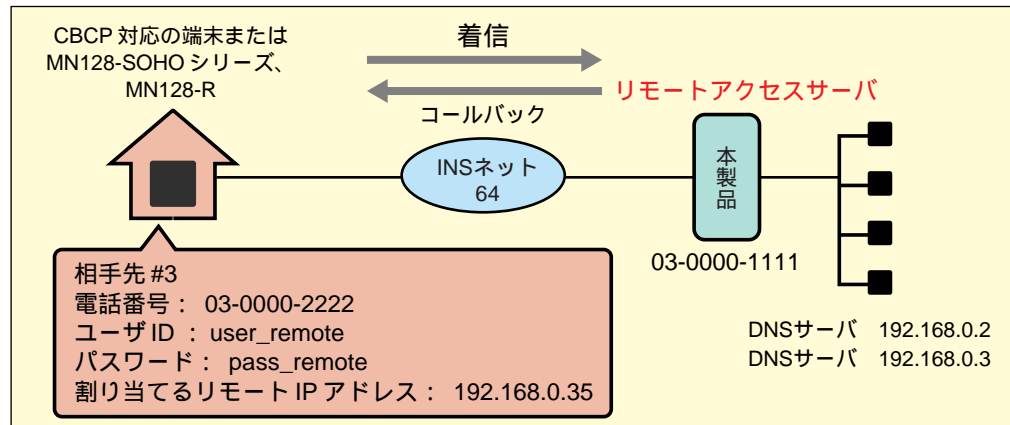 CBCP 対応の端末または
MN128-SOHO シリーズ、
MN128-R
着信
コールバック
リモートアクセスサーバ
INSネット
64
本製品
03-0000-1111
相手先 #3
電話番号： 03-0000-2222
ユーザ ID ： user_remote
パスワード： pass_remote
割り当てるリモート IP アドレス： 192.168.0.35
DNSサーバ 192.168.0.2
DNSサーバ 192.168.0.3